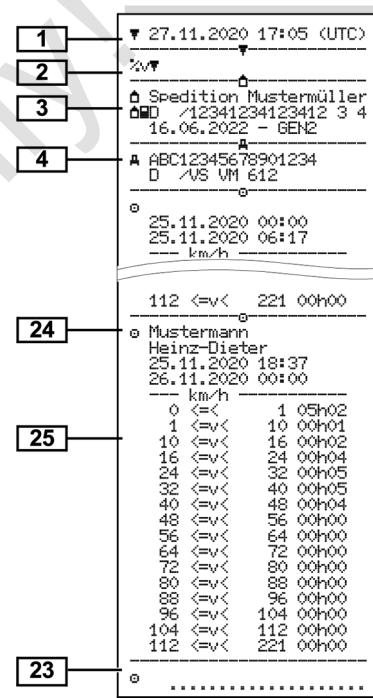 1
▼ 27.11.2020 17:05 (UTC)
2
%v▼
3
Spedition Mustermüller
D /12341234123412 3 4
16.06.2022 - GEN2
4
ABC12345678901234
D /VS VM 612
25.11.2020 00:00
25.11.2020 06:17
--- km/h ---
112 <=v< 221 00h00
24
Mustermann
Heinz-Dieter
25.11.2020 18:37
26.11.2020 00:00
--- km/h ---
25
0 <=< 1 05h02
1 <=v< 10 00h01
10 <=v< 16 00h02
16 <=v< 24 00h04
24 <=v< 32 00h05
32 <=v< 40 00h05
40 <=v< 48 00h04
48 <=v< 56 00h00
56 <=v< 64 00h00
64 <=v< 72 00h00
72 <=v< 80 00h00
80 <=v< 88 00h00
88 <=v< 96 00h00
96 <=v< 104 00h00
104 <=v< 112 00h00
112 <=v< 221 00h00
23
....................